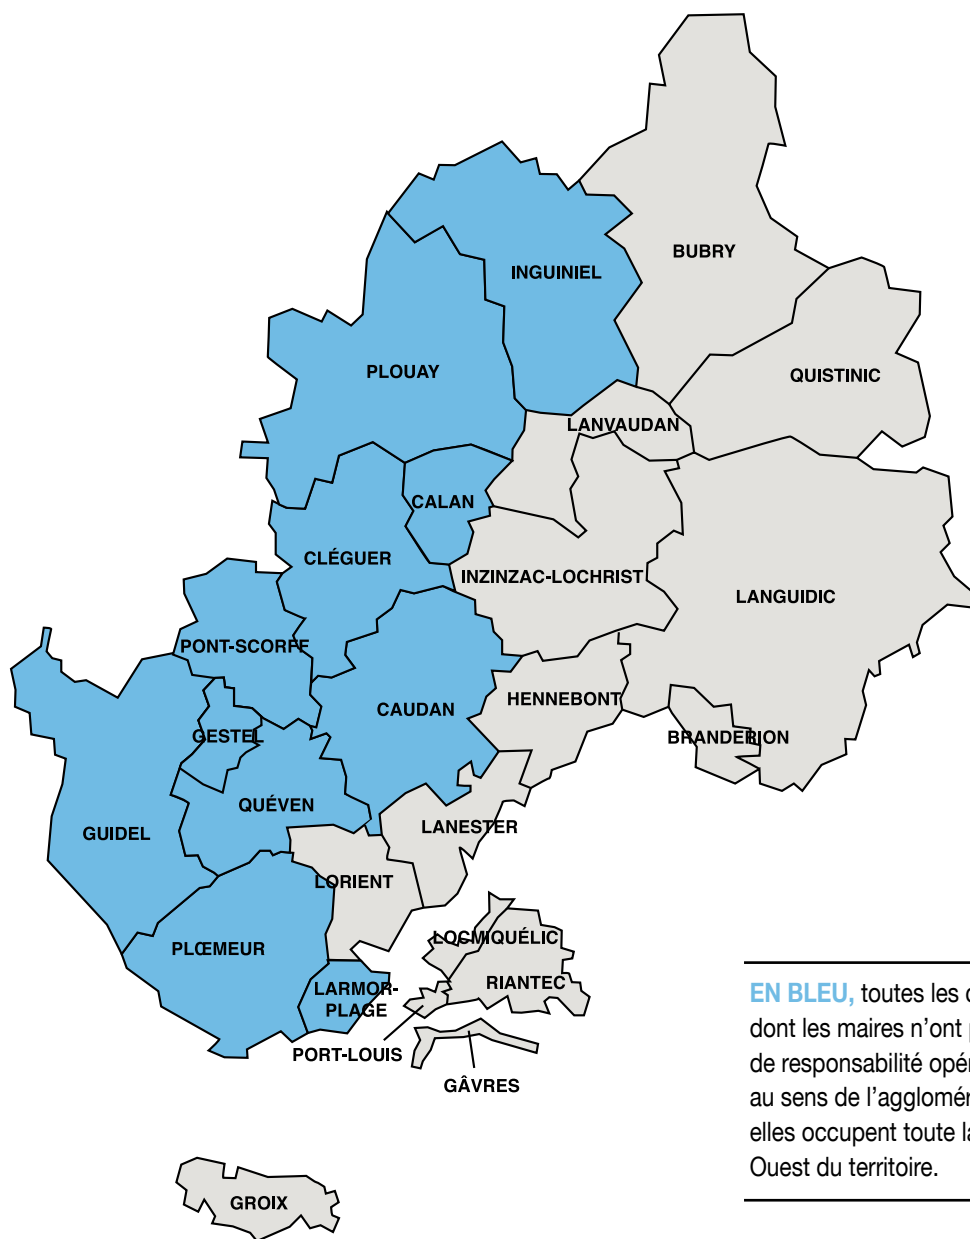 BUBRY
INGUINIEL
PLOUAY
QUISTINIC
LANVAUDAN
CALAN
CLÉGUER
INZINZAC-LOCHRIST
LANGUIDIC
PONT-SCORFF
HENNEBONT
CAUDAN
GESTEL
BRANDERION
QUÉVEN
LANESTER
GUIDEL
LORIENT
LOCMIQUÉLIC
PLŒMEUR
RIANTEC
LARMOR-
PLAGE
PORT-LOUIS
GÂVRES
GROIX
EN BLEU, toutes les
dont les maires n’ont
de responsabilité
au sens de
elles occupent toute
Ouest du territoire.